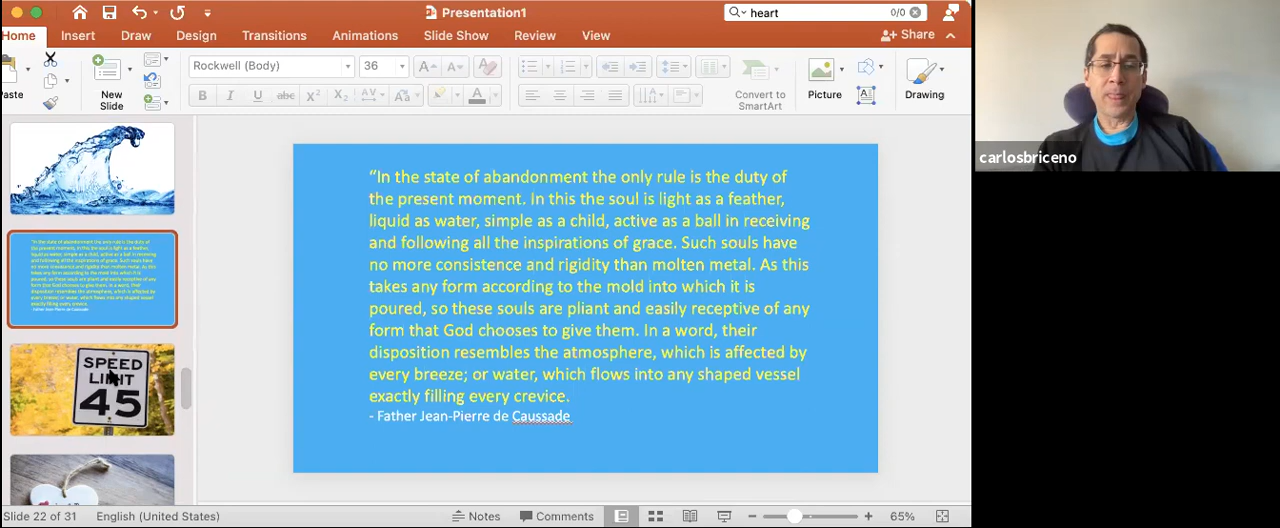 Presentation1
heart
0/0
Home
Insert
Draw
Design
Transitions
Animations
Slide Show
Review
View
Share
Paste
New
Slide
Rockwell (Body)
36
A A
B I U abc X² X₂ AV Aa
A
Convert to
SmartArt
Picture
Drawing
carlosbriceno
“In the state of abandonment the only rule is the duty of
the present moment. In this the soul is light as a feather,
liquid as water, simple as a child, active as a ball in receiving
and following all the inspirations of grace. Such souls have
no more consistence and rigidity than molten metal. As this
takes any form according to the mold into which it is
poured, so these souls are pliant and easily receptive of any
form that God chooses to give them. In a word, their
disposition resembles the atmosphere, which is affected by
every breeze; or water, which flows into any shaped vessel
exactly filling every crevice.
- Father Jean-Pierre de Caussade
SPEED
LIMIT
45
Slide 22 of 31
English (United States)
Notes
Comments
65%